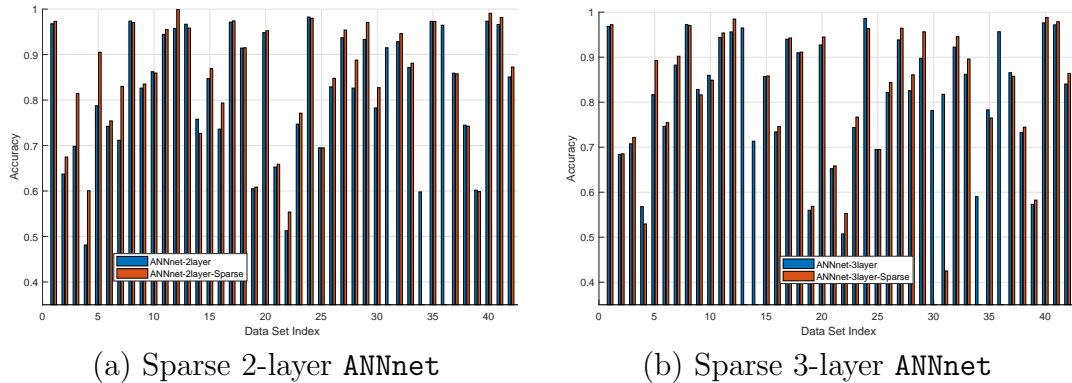 1
0.9
0.8
0.7
0.6
0.5
0.4
Accuracy
0 5 10 15 20 25 30 35 40
Data Set Index
ANNnet-2layer
ANNnet-2layer-Sparse
(a) Sparse 2-layer ANNnet
1
0.9
0.8
0.7
0.6
0.5
0.4
Accuracy
0 5 10 15 20 25 30 35 40
Data Set Index
ANNnet-3layer
ANNnet-3layer-Sparse
(b) Sparse 3-layer ANNnet